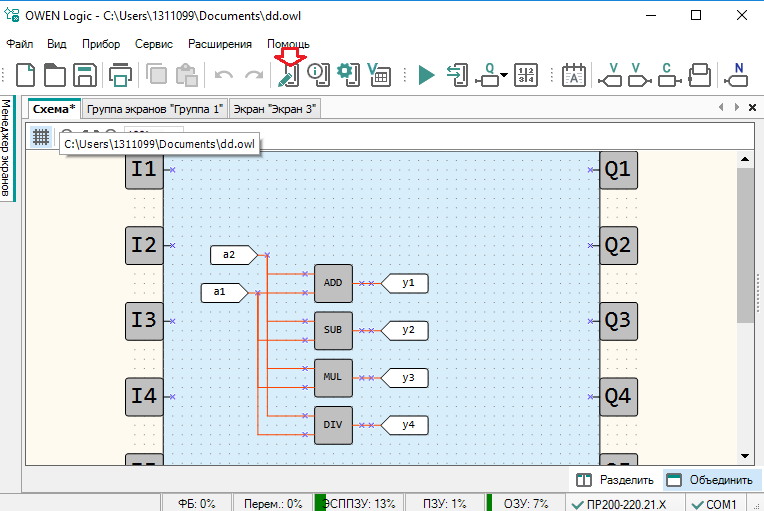 OWEN Logic - C:\Users\1311099\Documents\dd.owl
Файл Вид Прибор Сервис Расширения Помощь
Q V V C N
Схема* Группа экранов "Группа 1" Экран "Экран 3"
Менеджер экранов
C:\Users\1311099\Documents\dd.owl
I1 Q1
I2 Q2
a2
ADD y1
a1
I3 SUB y2 Q3
MUL y3
I4 Q4
DIV y4
Разделить Объединить
ФБ: 0% Перем.: 0% ЭСППЗУ: 13% ПЗУ: 1% ОЗУ: 7% ПР200-220.21.X COM1